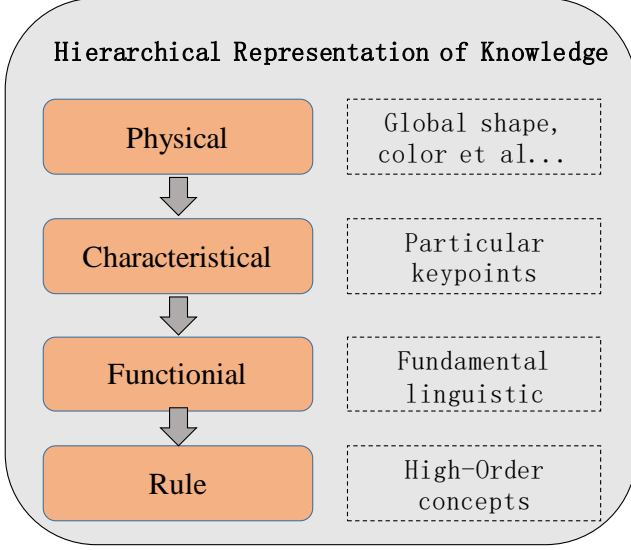 Hierarchical Representation of Knowledge
Physical
Global shape,
color et al...
Characteristical
Particular
keypoints
Functionial
Fundamental
linguistic
Rule
High-Order
concepts